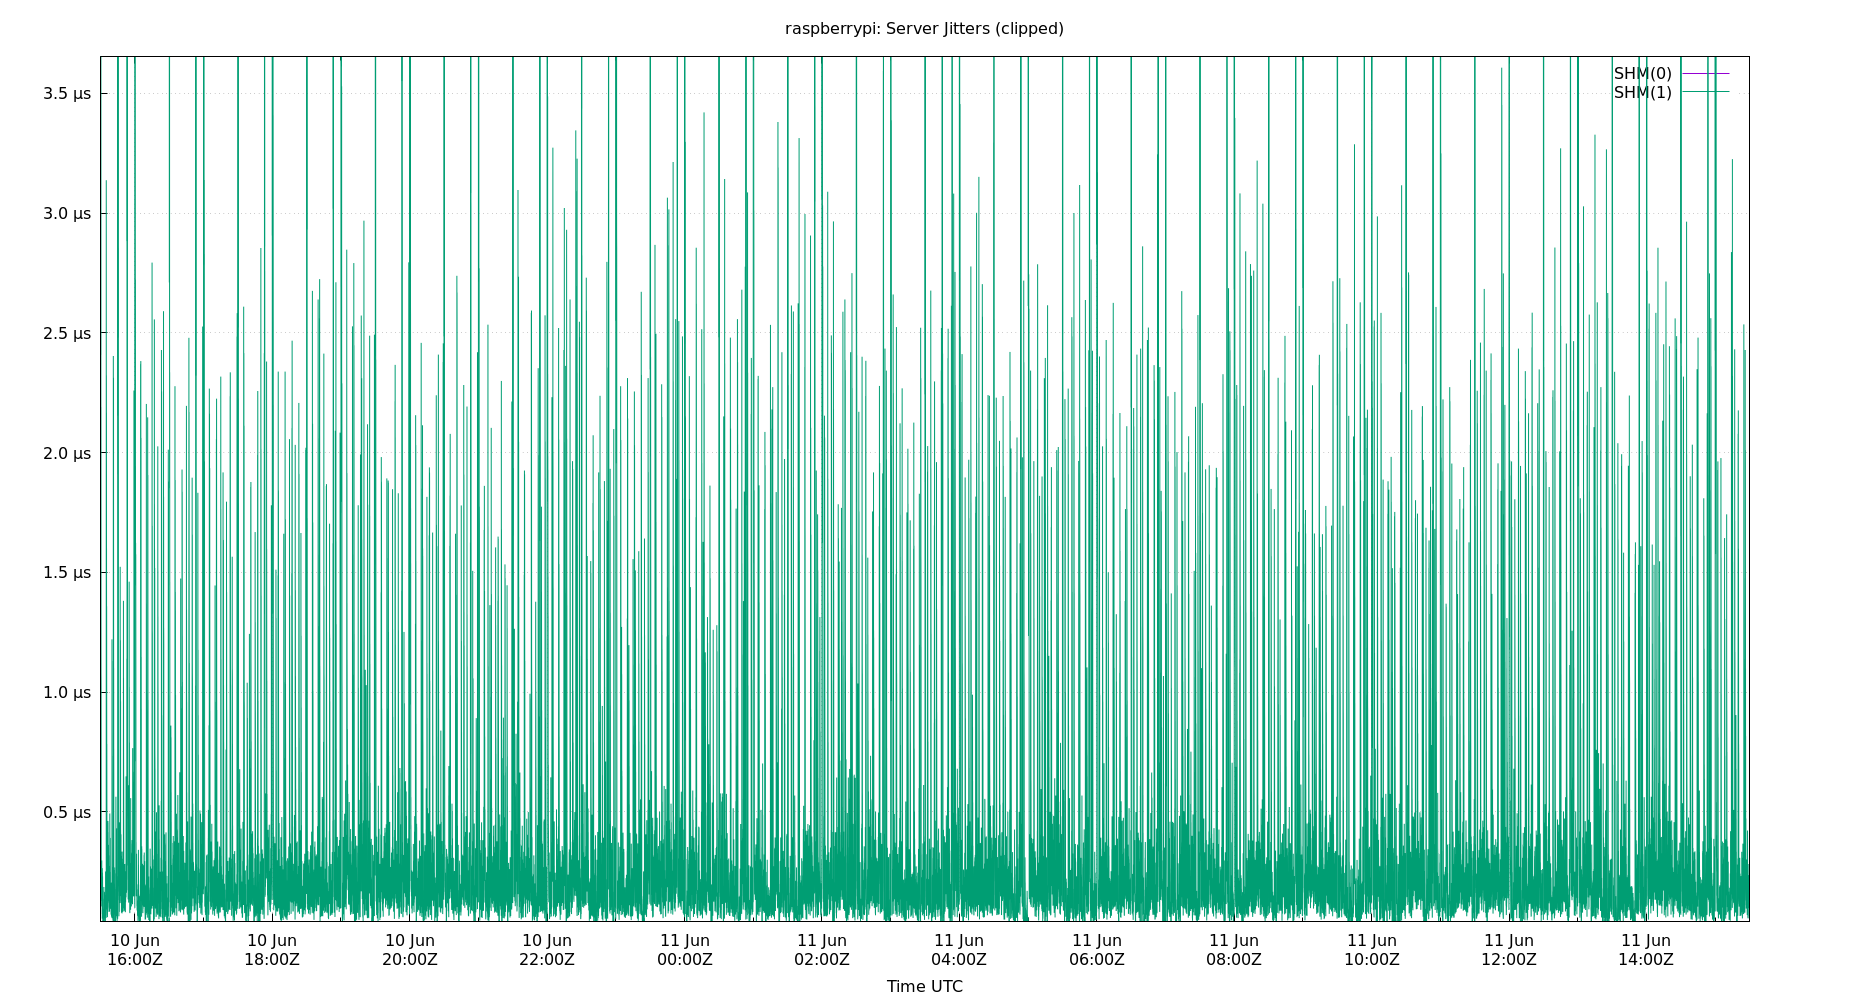 raspberrypi: Server Jitters (clipped)
SHM(0)
SHM(1)
3.5 µs
3.0 µs
2.5 µs
2.0 µs
1.5 µs
1.0 µs
0.5 µs
10 Jun 10 Jun 10 Jun 10 Jun 11 Jun 11 Jun 11 Jun 11 Jun 11 Jun 11 Jun 11 Jun 11 Jun
16:00Z 18:00Z 20:00Z 22:00Z 00:00Z 02:00Z 04:00Z 06:00Z 08:00Z 10:00Z 12:00Z 14:00Z
Time UTC